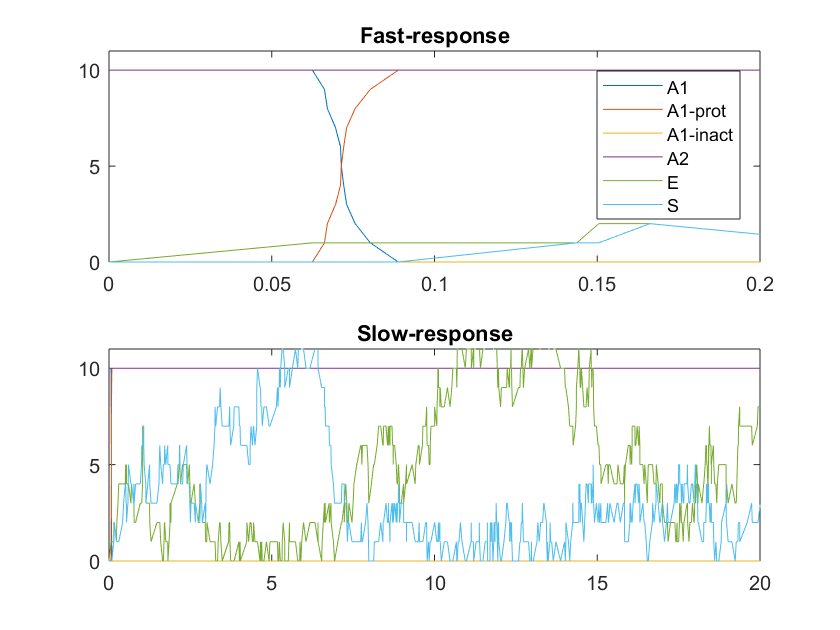 Fast-response
10
5
0
0 0.05 0.1 0.15 0.2
A1
A1-prot
A1-inact
A2
E
S
Slow-response
10
5
0
0 5 10 15 20